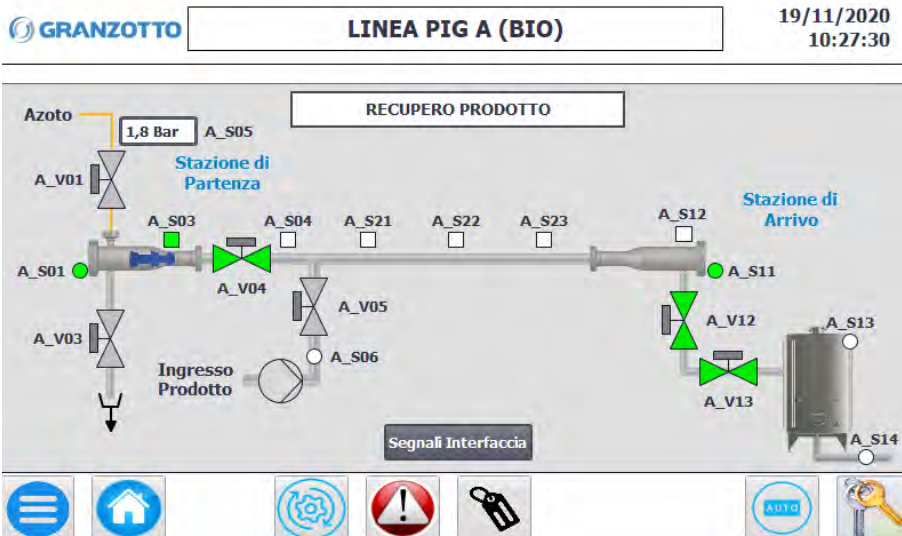 GRANZOTTO
LINEA PIG A (BIO)
19/11/2020
10:27:30
RECUPERO PRODOTTO
Azoto
1,8 Bar
A_S05
Stazione di
Partenza
A_V01
Stazione di
Arrivo
A_S03
A_S04
A_S21
A_S22
A_S23
A_S12
A_S01
A_S11
A_V04
A_V05
A_V12
A_S13
A_V03
A_S06
Ingresso
Prodotto
A_V13
Segnali Interfaccia
A_S14
AUTO